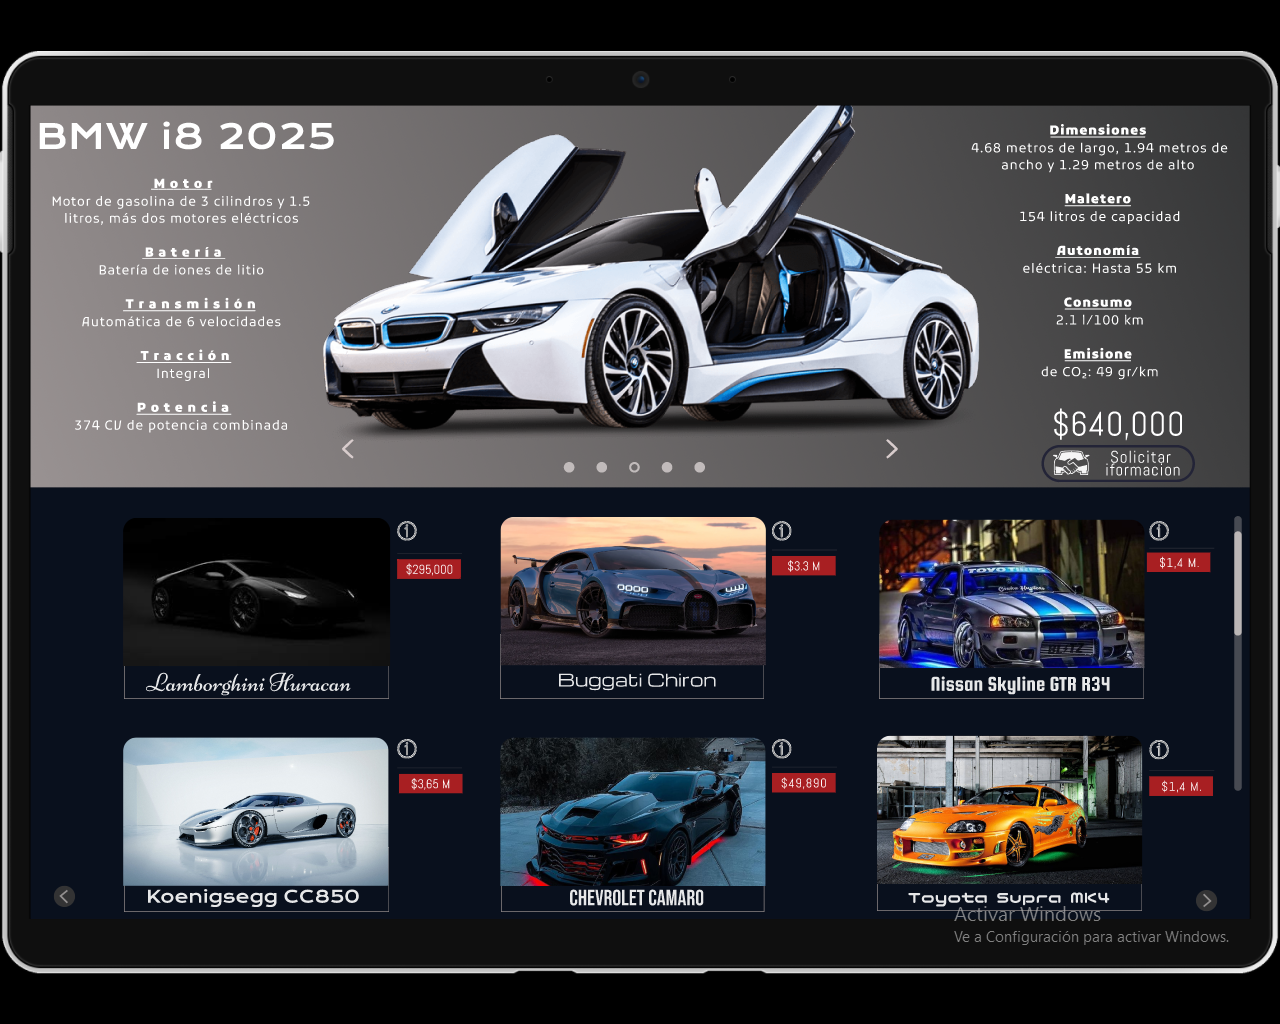 BMW i8 2025
Motor
Motor de gasolina de 3 cilindros y 1.5
litros, más dos motores eléctricos
Batería
Batería de iones de litio
Transmisión
Automática de 6 velocidades
Tracción
Integral
Potencia
374 CV de potencia combinada
Dimensiones
4.68 metros de largo, 1.94 metros de
ancho y 1.29 metros de alto
Maletero
154 litros de capacidad
Autonomía
eléctrica: Hasta 55 km
Consumo
2.1 l/100 km
Emisione
de CO₂: 49 gr/km
$640,000
Solicitar
iformacion
$295,000
Lamborghini Huracan
$3.3 M
Buggati Chiron
TOYO TIRES
BLITZ
$1,4 M.
Nissan Skyline GTR R34
$3,65 M
Koenigsegg CC850
$49,890
CHEVROLET CAMARO
$1,4 M.
Toyota Supra MK4
Activar Windows
Ve a Configuración para activar Windows.